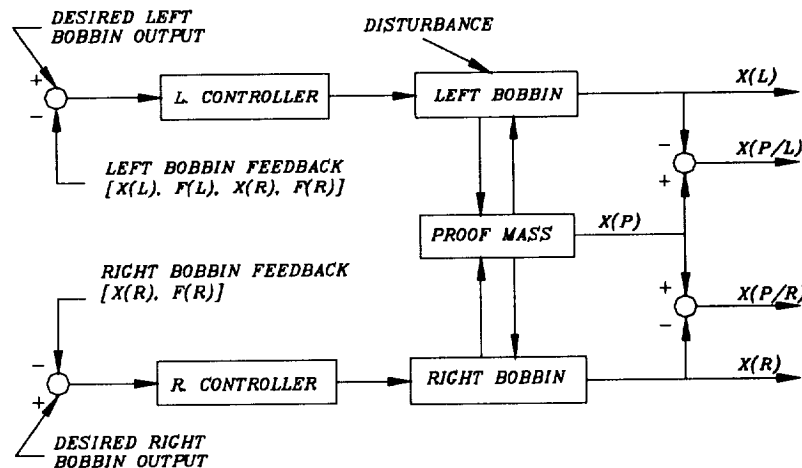 DESIRED LEFT
BOBBIN OUTPUT
DISTURBANCE
+
−
L. CONTROLLER
LEFT BOBBIN
X(L)
LEFT BOBBIN FEEDBACK
[X(L), F(L), X(R), F(R)]
−
+
X(P/L)
PROOF MASS
X(P)
RIGHT BOBBIN FEEDBACK
[X(R), F(R)]
+
−
X(P/R)
−
+
R. CONTROLLER
RIGHT BOBBIN
X(R)
DESIRED RIGHT
BOBBIN OUTPUT